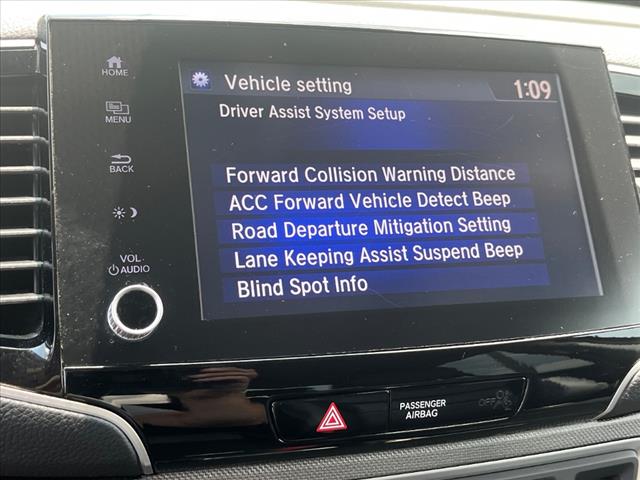 HOME
MENU
BACK
VOL
AUDIO
Vehicle setting
1:09
Driver Assist System Setup
Forward Collision Warning Distance
ACC Forward Vehicle Detect Beep
Road Departure Mitigation Setting
Lane Keeping Assist Suspend Beep
Blind Spot Info
PASSENGER
AIRBAG
OFF